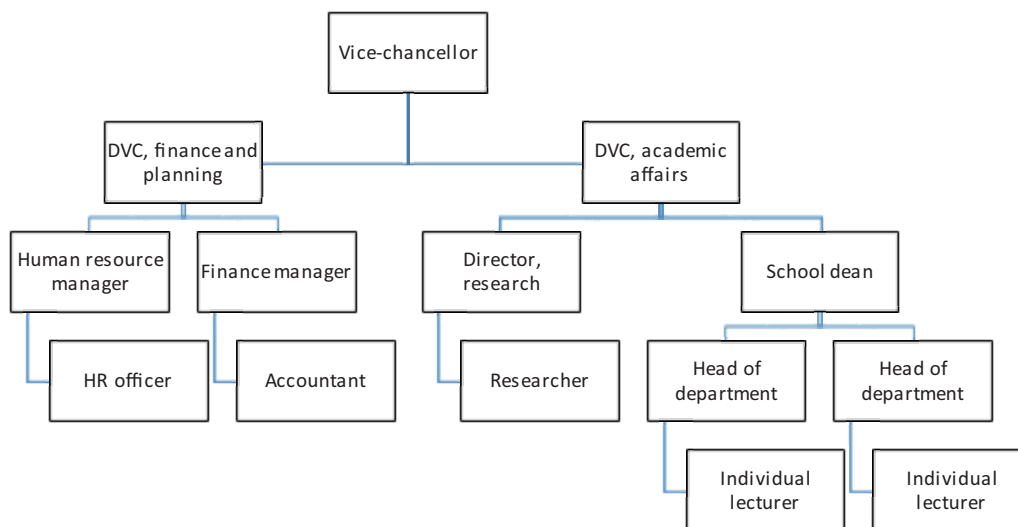 Vice-chancellor
DVC, finance and
planning
DVC, academic
affairs
Human resource
manager
Finance manager
Director,
research
School dean
HR officer
Accountant
Researcher
Head of
department
Head of
department
Individual
lecturer
Individual
lecturer